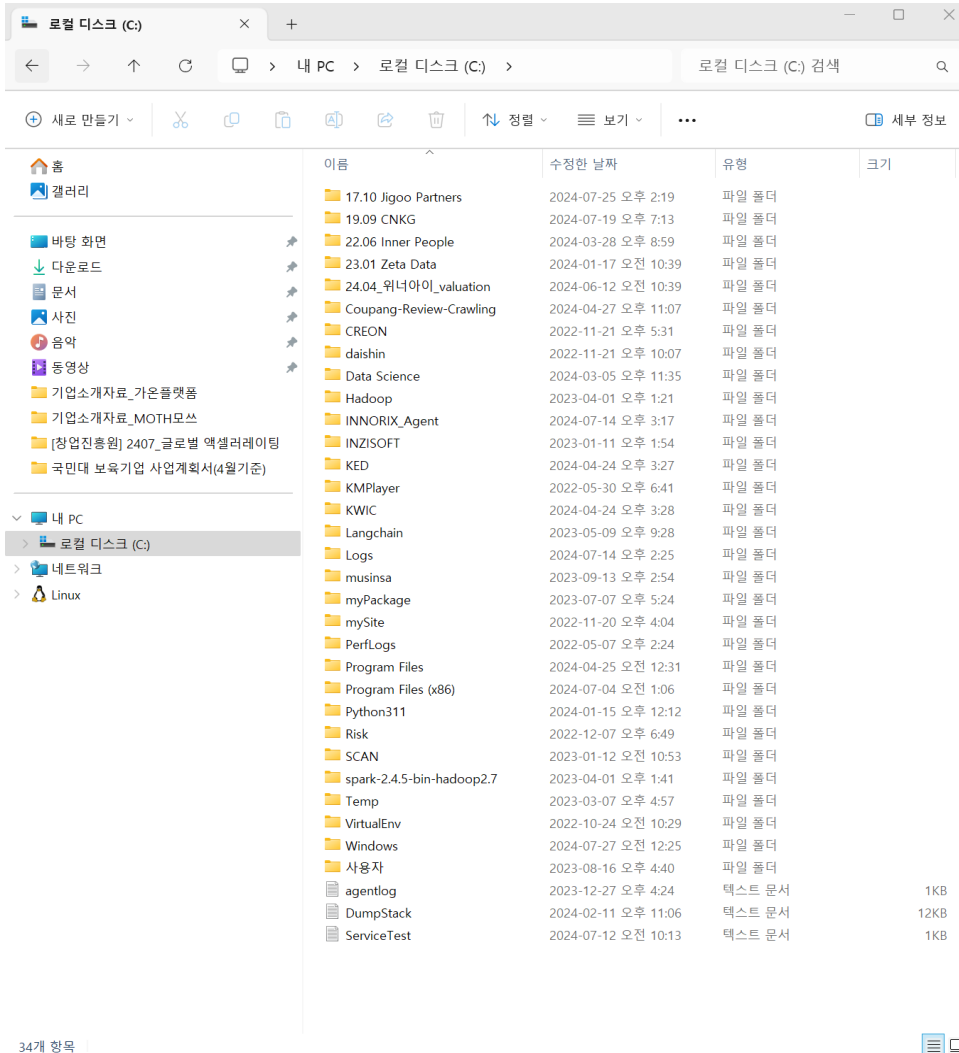 로컬 디스크 (C:)
내 PC > 로컬 디스크 (C:) >
로컬 디스크 (C:) 검색
새로 만들기
정렬
보기
세부 정보
홈
갤러리
바탕 화면
다운로드
문서
사진
음악
동영상
기업소개자료_가온플랫폼
기업소개자료_MOTH모쓰
[창업진흥원] 2407_글로벌 액셀러레이팅
국민대 보육기업 사업계획서(4월기준)
내 PC
로컬 디스크 (C:)
네트워크
Linux
이름 수정한 날짜 유형 크기
17.10 Jigoo Partners 2024-07-25 오후 2:19 파일 폴더
19.09 CNKG 2024-07-19 오후 7:13 파일 폴더
22.06 Inner People 2024-03-28 오후 8:59 파일 폴더
23.01 Zeta Data 2024-01-17 오전 10:39 파일 폴더
24.04_위너아이_valuation 2024-06-12 오전 10:39 파일 폴더
Coupang-Review-Crawling 2024-04-27 오후 11:07 파일 폴더
CREON 2022-11-21 오후 5:31 파일 폴더
daishin 2022-11-21 오후 10:07 파일 폴더
Data Science 2024-03-05 오후 11:35 파일 폴더
Hadoop 2023-04-01 오후 1:21 파일 폴더
INNORIX_Agent 2024-07-14 오후 3:17 파일 폴더
INZISOFT 2023-01-11 오후 1:54 파일 폴더
KED 2024-04-24 오후 3:27 파일 폴더
KMPlayer 2022-05-30 오후 6:41 파일 폴더
KWIC 2024-04-24 오후 3:28 파일 폴더
Langchain 2023-05-09 오후 9:28 파일 폴더
Logs 2024-07-14 오후 2:25 파일 폴더
musinsa 2023-09-13 오후 2:54 파일 폴더
myPackage 2023-07-07 오후 5:24 파일 폴더
mySite 2022-11-20 오후 4:04 파일 폴더
PerfLogs 2022-05-07 오후 2:24 파일 폴더
Program Files 2024-04-25 오전 12:31 파일 폴더
Program Files (x86) 2024-07-04 오전 1:06 파일 폴더
Python311 2024-01-15 오후 12:12 파일 폴더
Risk 2022-12-07 오후 6:49 파일 폴더
SCAN 2023-01-12 오전 10:53 파일 폴더
spark-2.4.5-bin-hadoop2.7 2023-04-01 오후 1:41 파일 폴더
Temp 2023-03-07 오후 4:57 파일 폴더
VirtualEnv 2022-10-24 오전 10:29 파일 폴더
Windows 2024-07-27 오전 12:25 파일 폴더
사용자 2023-08-16 오후 4:40 파일 폴더
agentlog 2023-12-27 오후 4:24 텍스트 문서 1KB
DumpStack 2024-02-11 오후 11:06 텍스트 문서 12KB
ServiceTest 2024-07-12 오전 10:13 텍스트 문서 1KB
34개 항목